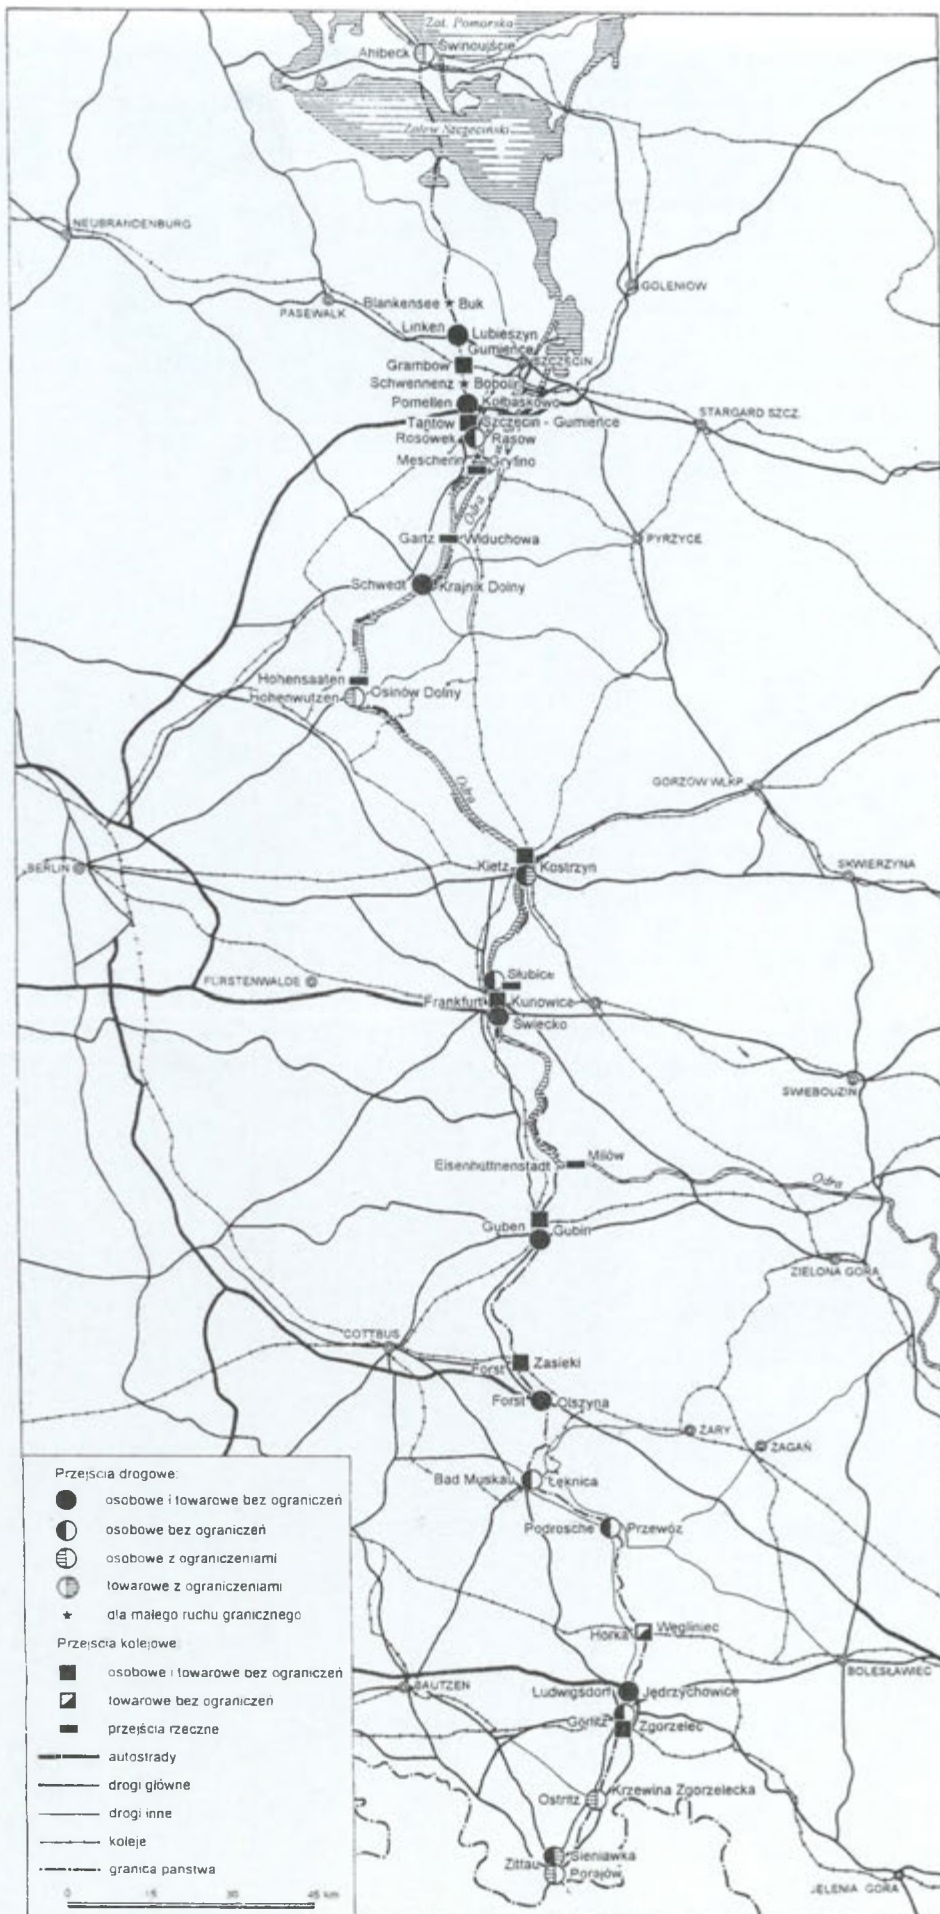 Zat. Pomorska
Ahlbeck Świnoujście
Zalew Szczeciński
NEUBRANDENBURG
GOLENIOW
PASEWALK
Blankensee Buk
Linken Lubieszyn
Gumieńce
SZCZECIN
Grambow
Schwennenz Bobolin
Pomellen Kołbaskowo
STARGARD SZCZ.
Tantow Szczecin - Gumieńce
Rosówek Rasow
Mescherin Gryfino
Odra
Gartz Widuchowa
PYRZYCE
Schwedt Krajnik Dolny
Hohensaaten
Hohenwutzen Osinów Dolny
Odra
GORZOW WLKP.
BERLIN
Kietz Kostrzyn
SKWIERZYNA
Słubice
FÜRSTENWALDE
Frankfurt Kunowice
Świecko
SWIEBODZIN
Eisenhüttnenstadt Milów
Odra
Guben Gubin
ZIELONA GÓRA
COTTBUS
Forst Zasieki
Forst Olszyna
ŻARY
ŻAGAŃ
Bad Muskau Łęknica
Podrosche Przewóz
Horka Węgliniec
BOLESŁAWIEC
BAUTZEN
Ludwigsdorf Jędrzychowice
Görlitz Zgorzelec
Ostritz Krzewina Zgorzelecka
Zittau Sieniawka
Porajów
JELENIA GÓRA
Przejścia drogowe:
osobowe i towarowe bez ograniczeń
osobowe bez ograniczeń
osobowe z ograniczeniami
towarowe z ograniczeniami
dla małego ruchu granicznego
Przejścia kolejowe:
osobowe i towarowe bez ograniczeń
towarowe bez ograniczeń
przejścia rzeczne
autostrady
drogi główne
drogi inne
koleje
granica państwa
0 15 30 45 km